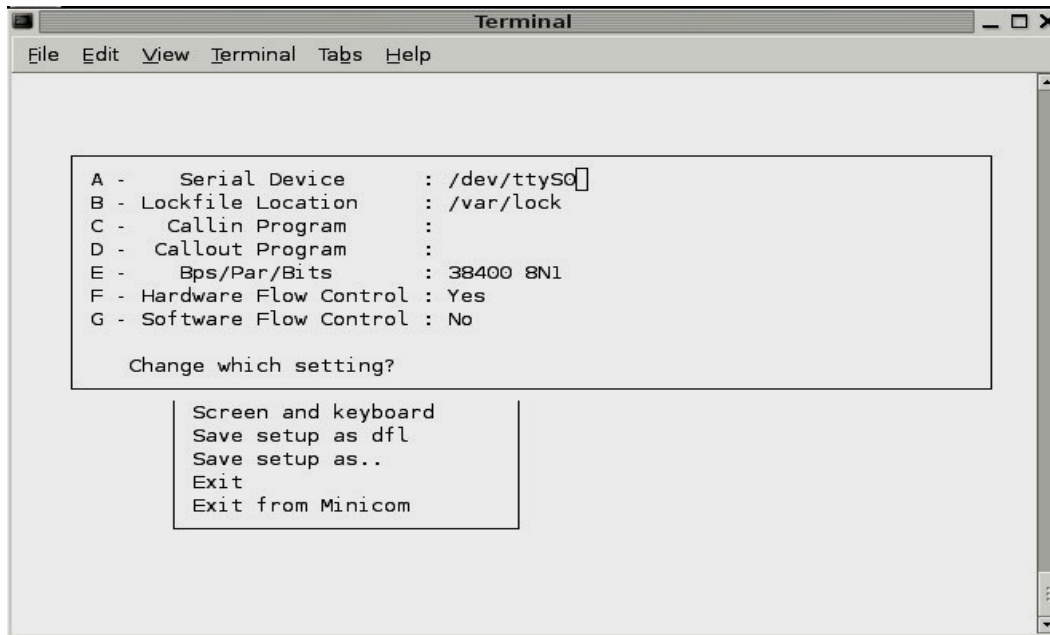 Terminal
File Edit View Terminal Tabs Help
A - Serial Device : /dev/ttyS0
B - Lockfile Location : /var/lock
C - Callin Program :
D - Callout Program :
E - Bps/Par/Bits : 38400 8N1
F - Hardware Flow Control : Yes
G - Software Flow Control : No
Change which setting?
Screen and keyboard
Save setup as dfl
Save setup as..
Exit
Exit from Minicom